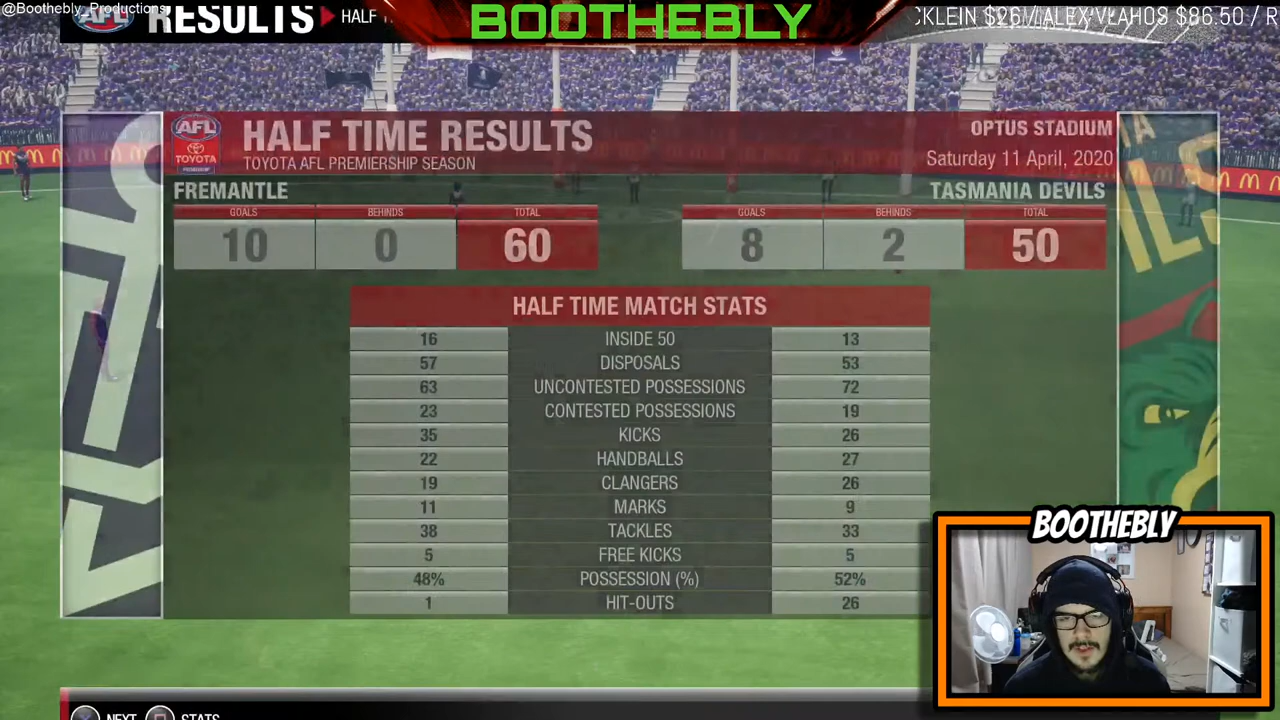 @Boothebly_Productions
AFL RESULTS HALF
BOOTHEBLY
KLEIN $26 / ALEX VLAHOS $86.50 / R
AFL
TOYOTA
HALF TIME RESULTS
TOYOTA AFL PREMIERSHIP SEASON
OPTUS STADIUM
Saturday 11 April, 2020
FREMANTLE
TASMANIA DEVILS
GOALS BEHINDS TOTAL GOALS BEHINDS TOTAL
10 0 60 8 2 50
HALF TIME MATCH STATS
16 INSIDE 50 13
57 DISPOSALS 53
63 UNCONTESTED POSSESSIONS 72
23 CONTESTED POSSESSIONS 19
35 KICKS 26
22 HANDBALLS 27
19 CLANGERS 26
11 MARKS 9
38 TACKLES 33
5 FREE KICKS 5
48% POSSESSION (%) 52%
1 HIT-OUTS 26
BOOTHEBLY
NEXT STATS